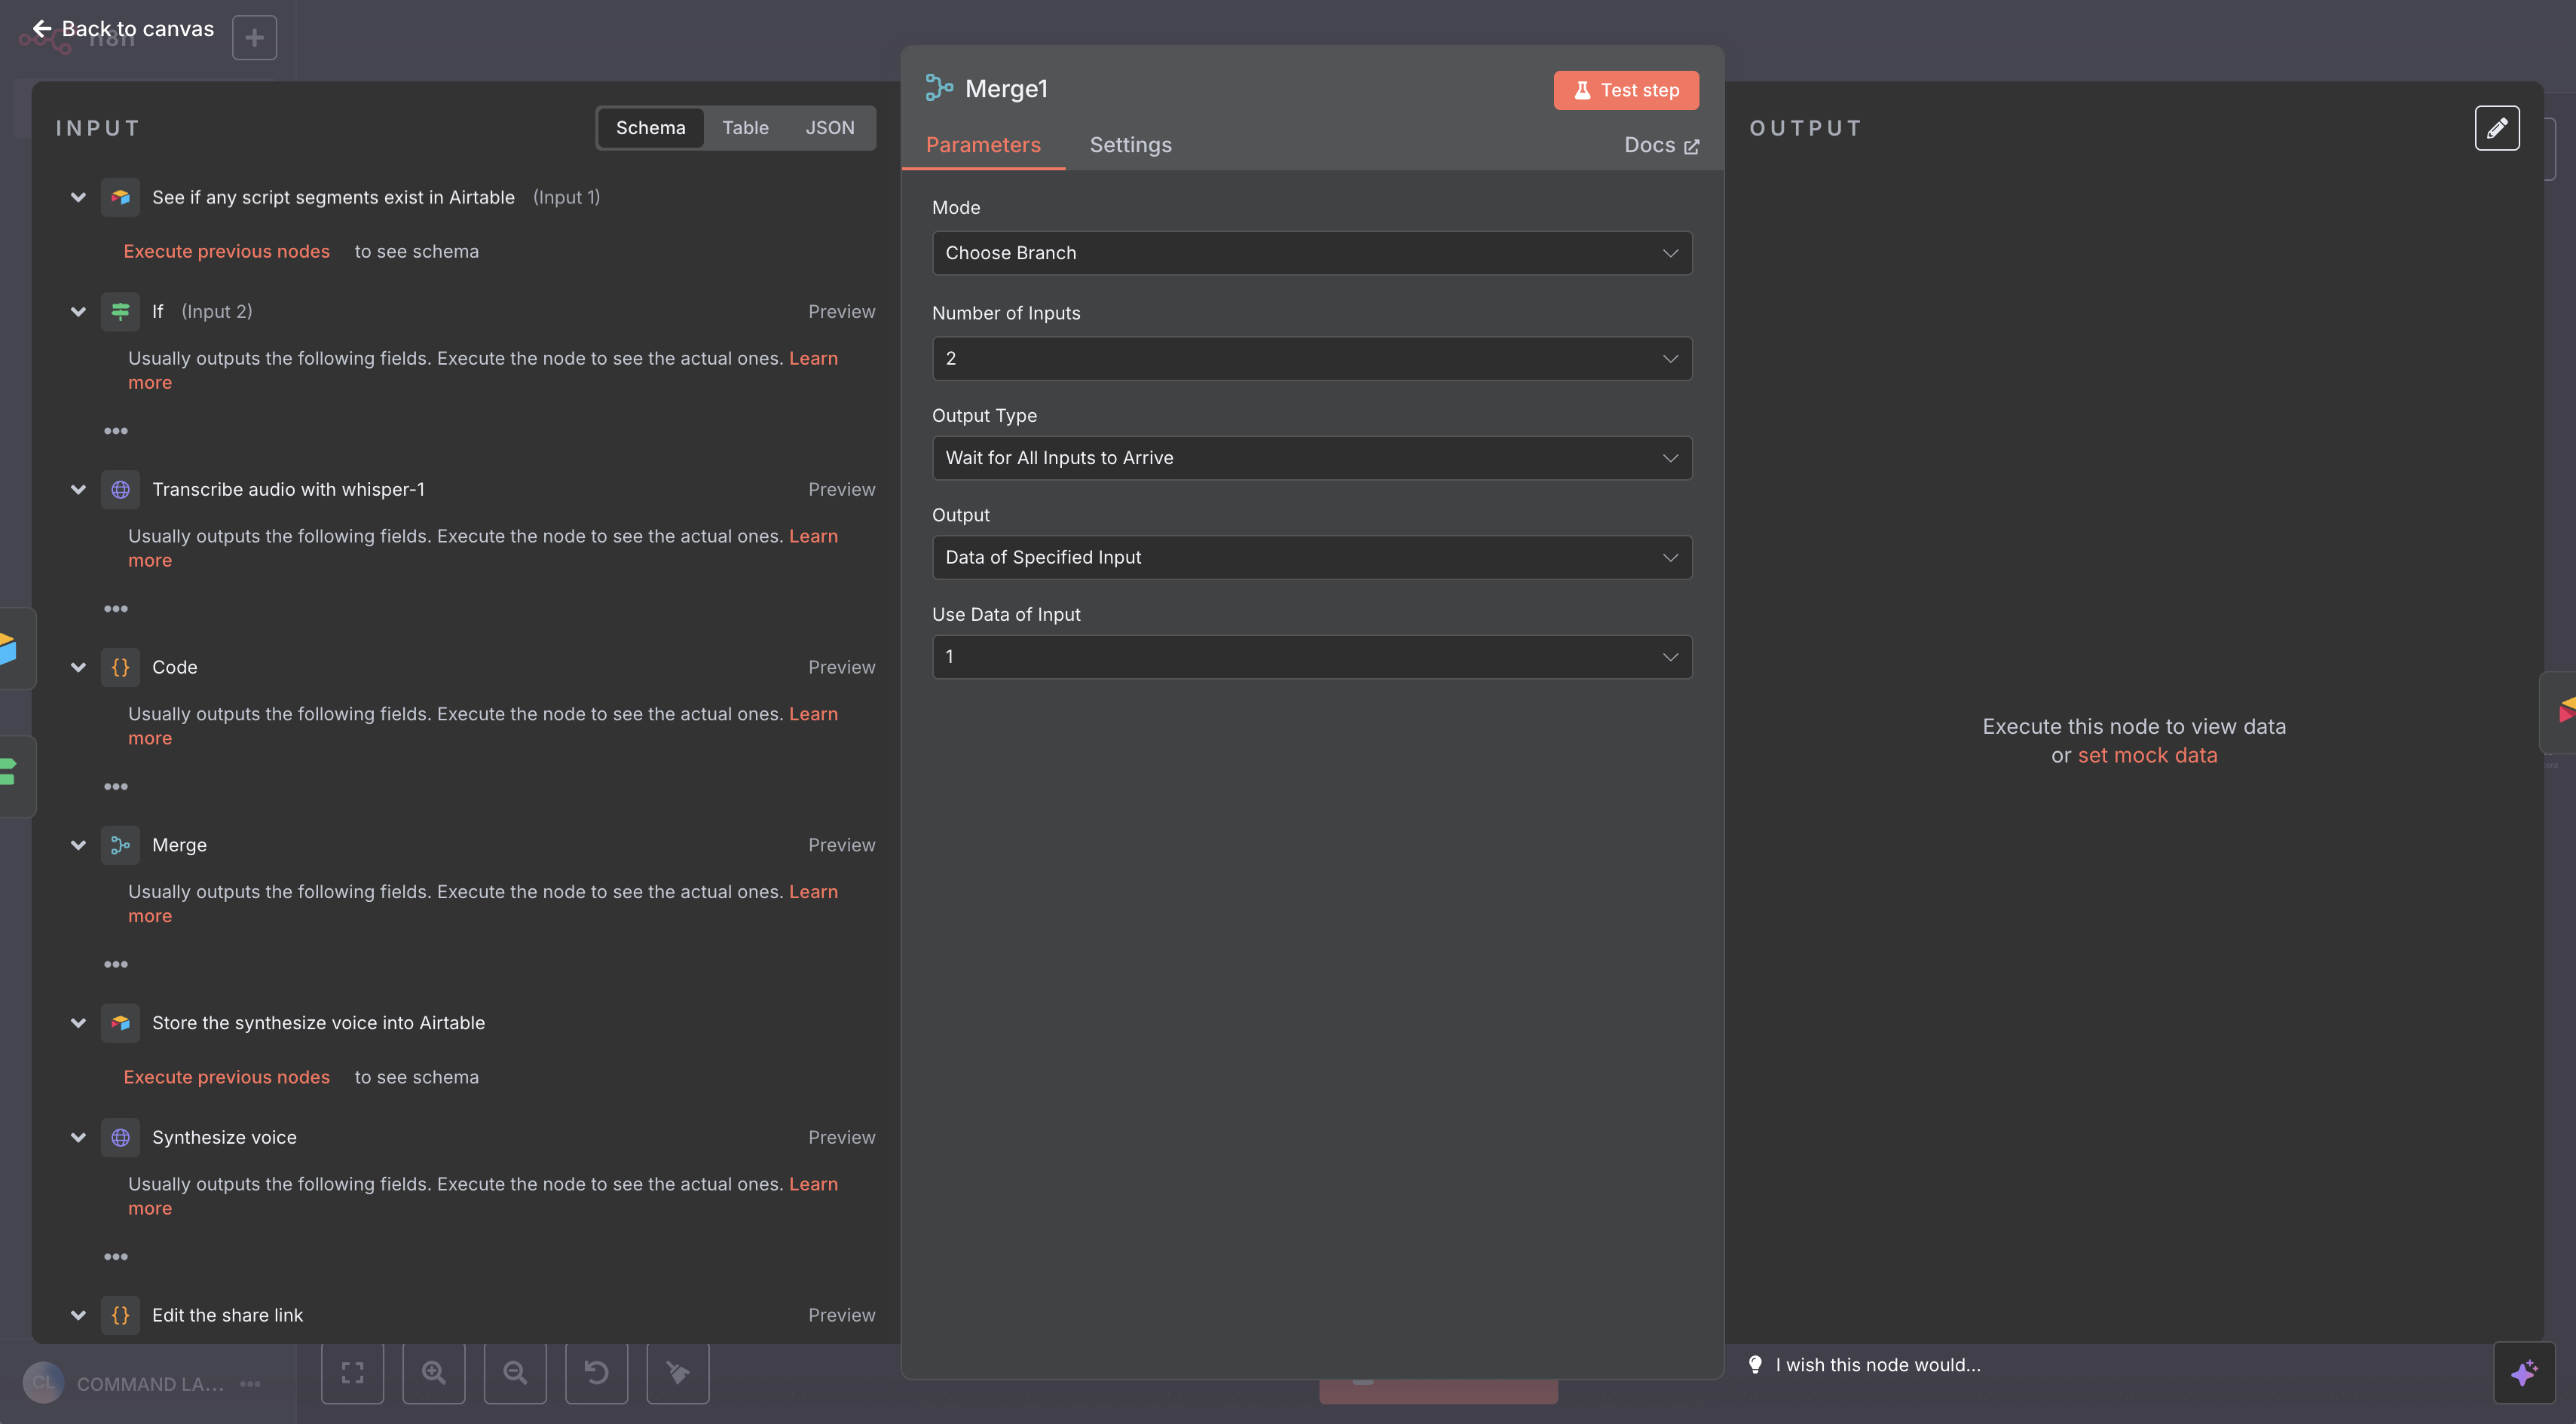 Back to canvas
n8n
INPUT
Schema
Table
JSON
See if any script segments exist in Airtable (Input 1)
Execute previous nodes to see schema
If (Input 2)
Preview
Usually outputs the following fields. Execute the node to see the actual ones. Learn
more
Transcribe audio with whisper-1
Preview
Usually outputs the following fields. Execute the node to see the actual ones. Learn
more
Code
Preview
Usually outputs the following fields. Execute the node to see the actual ones. Learn
more
Merge
Preview
Usually outputs the following fields. Execute the node to see the actual ones. Learn
more
Store the synthesize voice into Airtable
Execute previous nodes to see schema
Synthesize voice
Preview
Usually outputs the following fields. Execute the node to see the actual ones. Learn
more
Edit the share link
Preview
CL
COMMAND LA...
Merge1
Test step
Parameters
Settings
Docs
Mode
Choose Branch
Number of Inputs
2
Output Type
Wait for All Inputs to Arrive
Output
Data of Specified Input
Use Data of Input
1
OUTPUT
Execute this node to view data
or set mock data
I wish this node would...